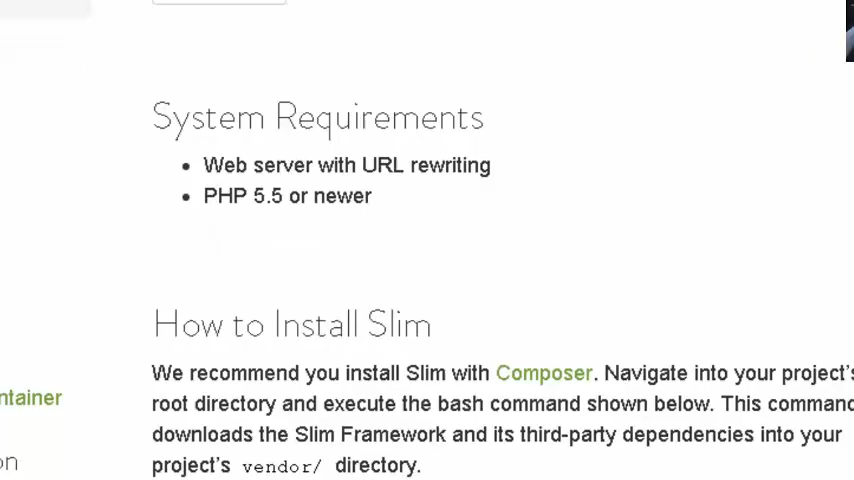 System Requirements
Web server with URL rewriting
PHP 5.5 or newer
How to Install Slim
We recommend you install Slim with Composer. Navigate into your project's
ntainer
root directory and execute the bash command shown below. This command
downloads the Slim Framework and its third-party dependencies into your
on
project's vendor/ directory.